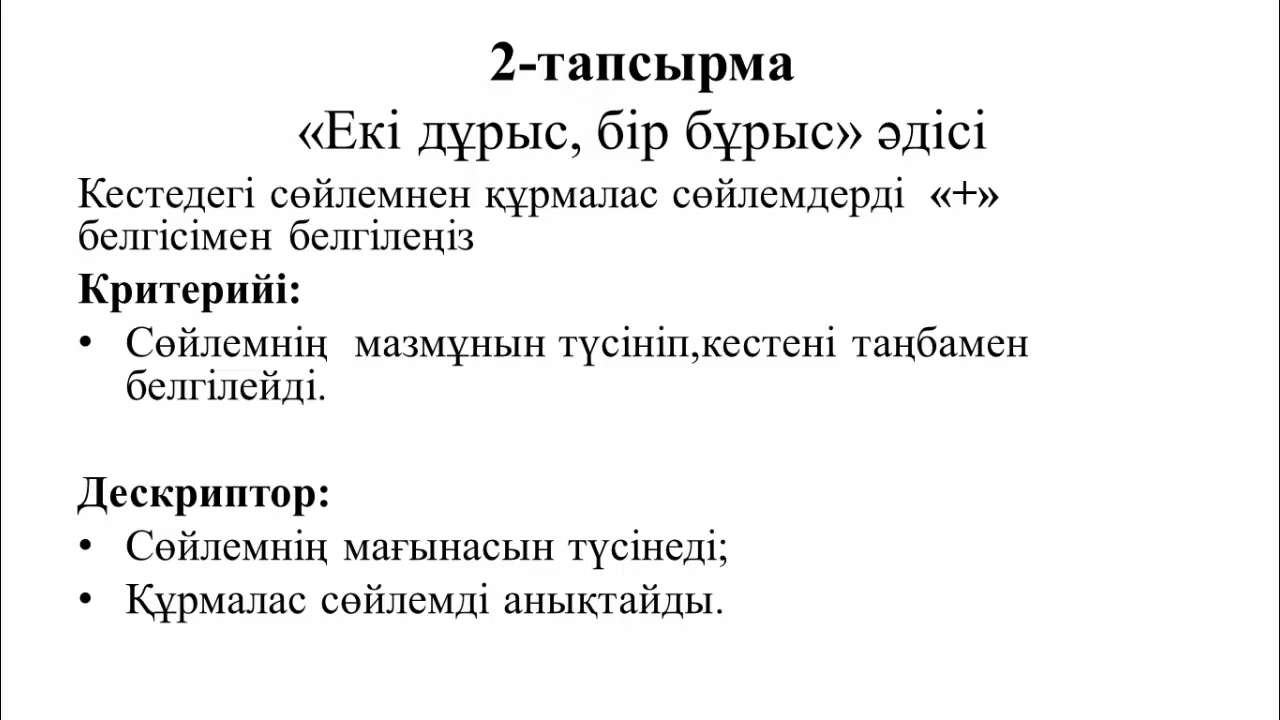 2-тапсырма
«Екі дұрыс, бір бұрыс» әдісі
Кестедегі сөйлемнен құрмалас сөйлемдерді «+»
белгісімен белгілеңіз
Критерийі:
• Сөйлемнің мазмұнын түсініп,кестені таңбамен
белгілейді.
Дескриптор:
• Сөйлемнің мағынасын түсінеді;
• Құрмалас сөйлемді анықтайды.